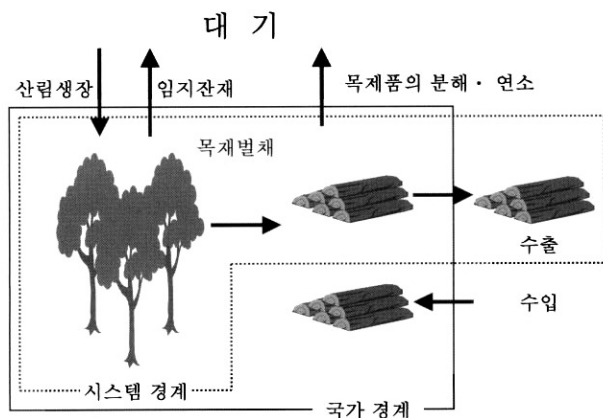 대 기
산림생장
임지잔재
목제품의 분해 · 연소
목재벌채
수출
수입
시스템 경계
국가 경계